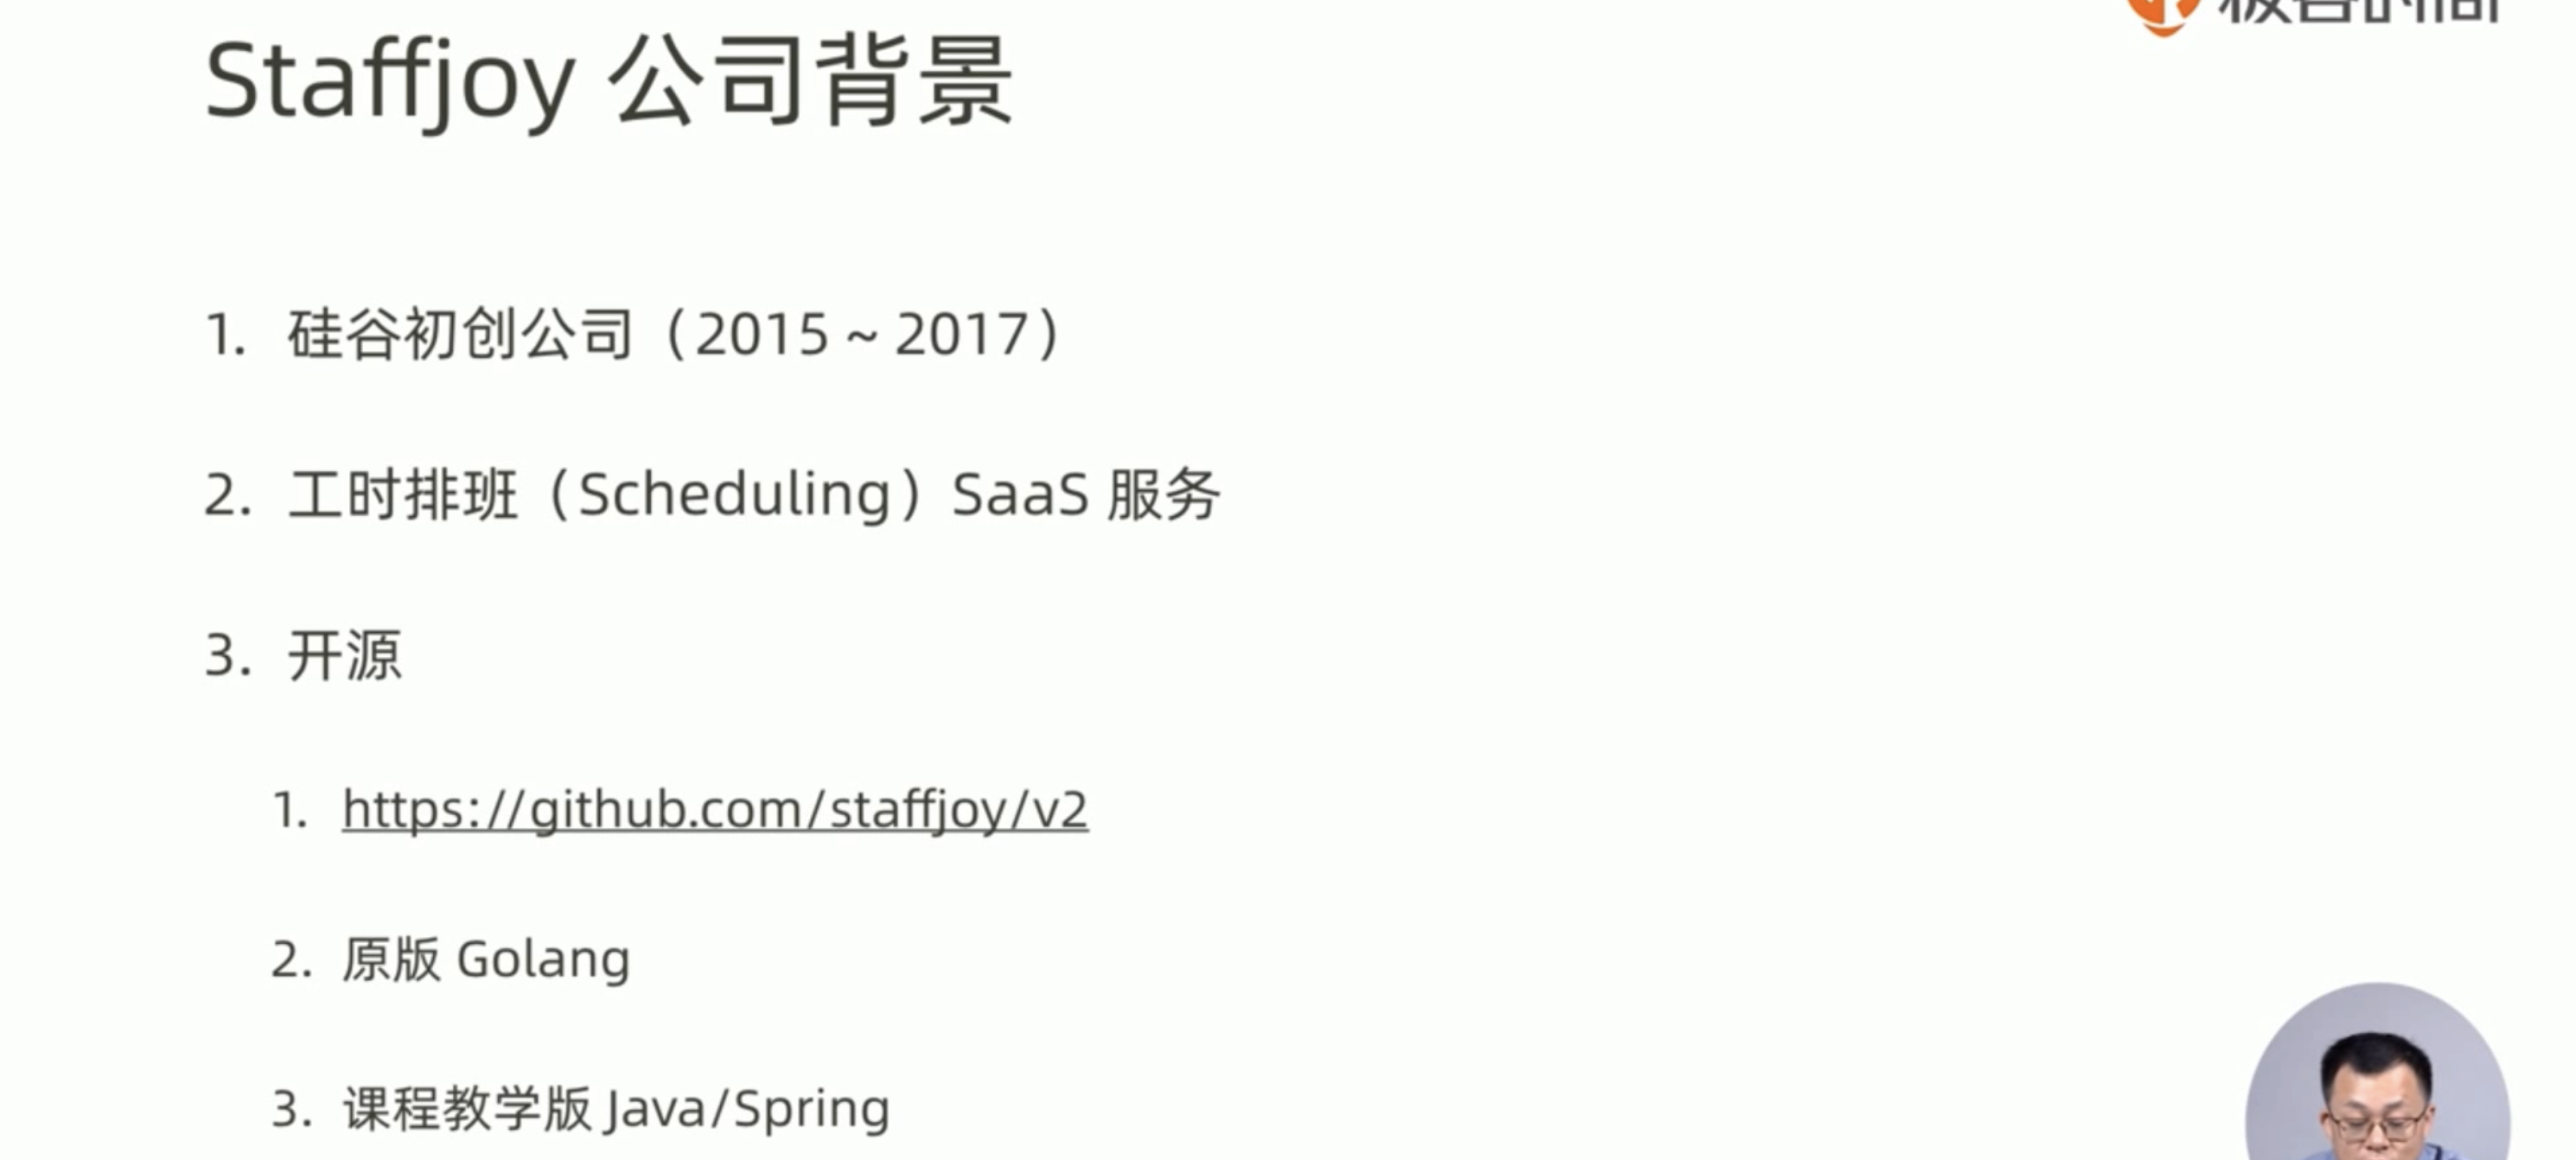 Staffjoy 公司背景
1. 硅谷初创公司（2015 ~ 2017）
2. 工时排班（Scheduling）SaaS 服务
3. 开源
1. https://github.com/staffjoy/v2
2. 原版 Golang
3. 课程教学版 Java/Spring